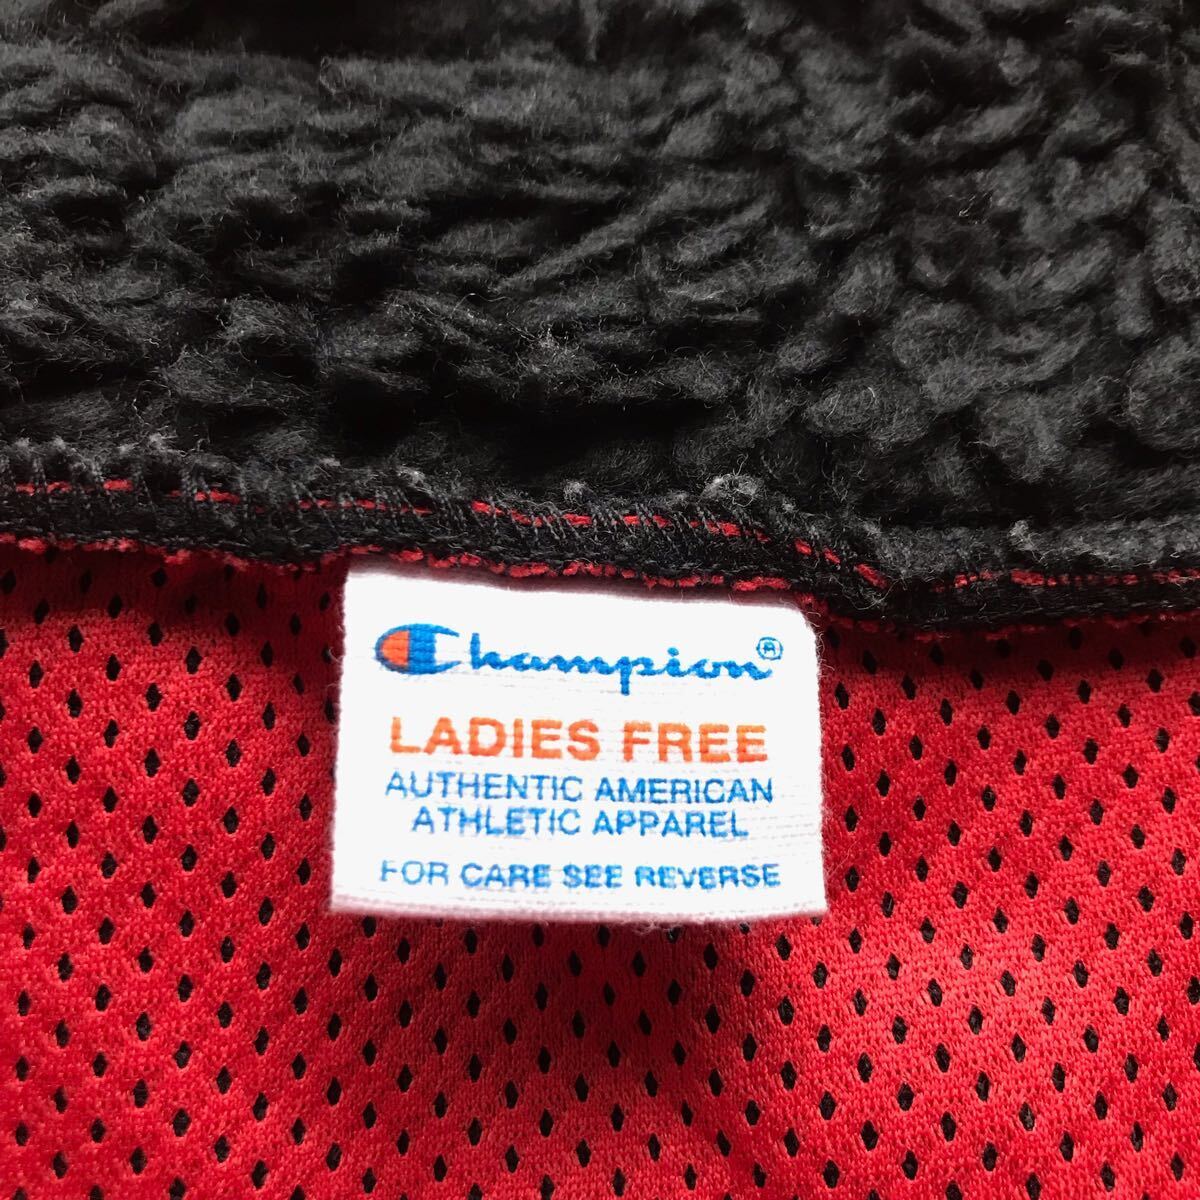 Champion®
LADIES FREE
AUTHENTIC AMERICAN
ATHLETIC APPAREL
FOR CARE SEE REVERSE